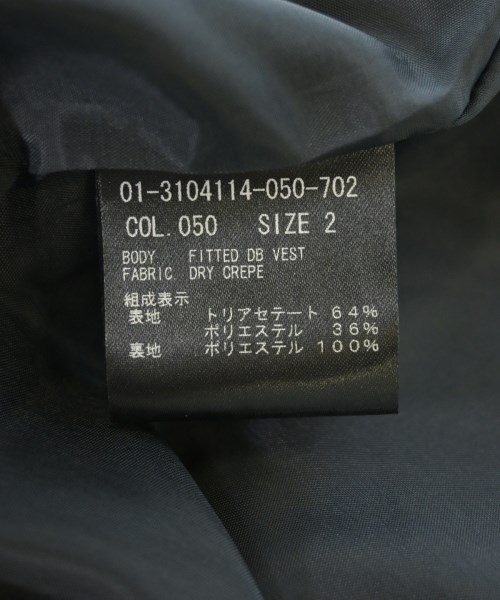 01-3104114-050-702
COL.050 SIZE 2
BODY FITTED DB VEST
FABRIC DRY CREPE
組成表示
表地 トリアセテート 64%
ポリエステル 36%
裏地 ポリエステル 100%